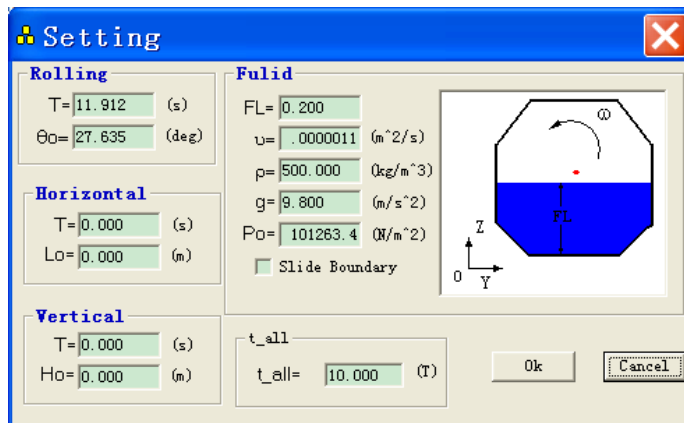 Setting
Rolling
T= 11.912 (s)
θo= 27.635 (deg)
Horizontal
T= 0.000 (s)
Lo= 0.000 (m)
Vertical
T= 0.000 (s)
Ho= 0.000 (m)
Fulid
FL= 0.200
υ= .0000011 (m^2/s)
ρ= 500.000 (kg/m^3)
g= 9.800 (m/s^2)
Po= 101263.4 (N/m^2)
Slide Boundary
ω
FL
Z
O Y
t_all
t_all= 10.000 (T)
Ok
Cancel